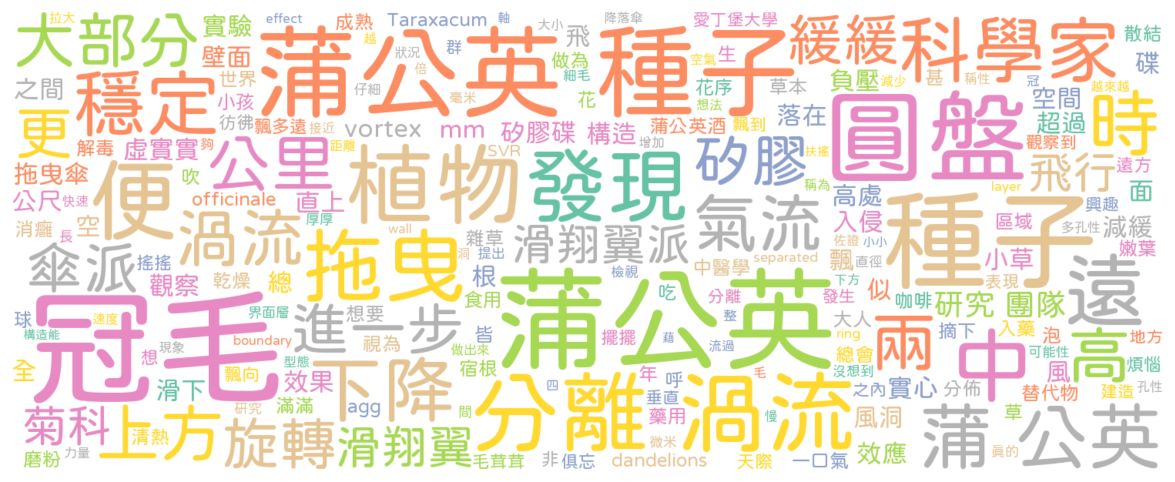 拉大 effect 軸 大小 降落傘 愛丁堡大學
大部分 實驗 成熟 Taraxacum 群 越 飛 緩緩 科學家 散結
蒲公英 種子
壁面 狀況 倍 做為 生 空氣 減少 稱性 冠 碟
之間 穩定 世界 仔細 細毛 花序 負壓 甚 越來越
更 小孩 毫米 花 想法 草本 空間 時
解毒 彷彿 飄多遠 接近 vortex mm 矽膠碟 構造 蒲公英酒 飄到 落在 圓盤 超過
虛實實 夠 距離 SVR 增加 扶搖 觀察到
拖曳傘 便 公里 植物 發現 矽膠 稱為 飛行 遠方
公尺 快速 吹 officinale 直上 高處 layer 興趣 面
消癰 空 渦流 厚厚 長 wall 雜草 滑翔翼派 氣流 入侵 種子 區域 多孔性 減緩
傘派 搖搖 拖曳 洞 提出 檢視 中醫學 佐證 小小 小草 嫩葉
乾燥 總 觀察 根 separated 飄 直徑 表現 遠
冠毛 球 界面層 想要 食用 蒲公英 吃 分離 發生 似 下方 咖啡 研究 團隊
構造能 速度 進一步 皆 整 大人 摘下 入藥 泡 地方
現象 boundary 視為 做出來 擺擺 藉 流過 ring 兩 中 高
全 想 飄向 型態 宿根 總會 可能性 風 煩惱
滑下 效果 下降 年 呼 四 垂直 毛 沒想到 之內 實心 分佈 替代物 建造 孔性
菊科 上方 滿滿 agg 間 分離渦流 藥用 慢 風洞 草 蒲公英
清熱 旋轉 研究 滑翔翼 微米 效應 真的
磨粉 力量 毛茸茸 非 俱忘 dandelions 天際 一口氣